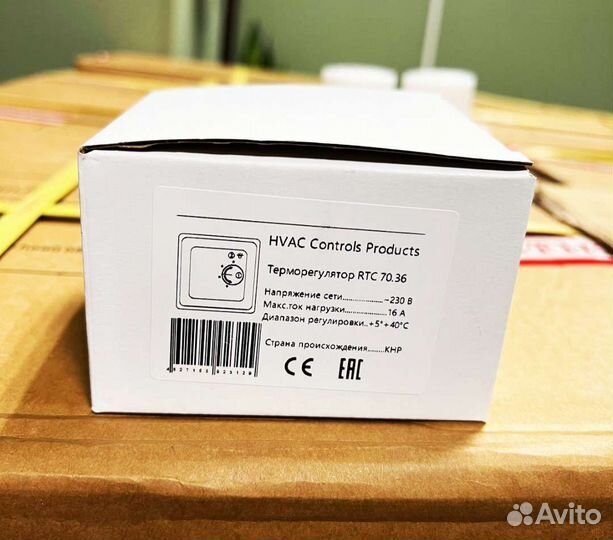 HVAC Controls Products
Терморегулятор RTC 70.36
Напряжение сети................~230 В
Макс.ток нагрузки................16 А
Диапазон регулировки..+5°+40°C
Страна происхождения........КНР
CE EAC
Avito